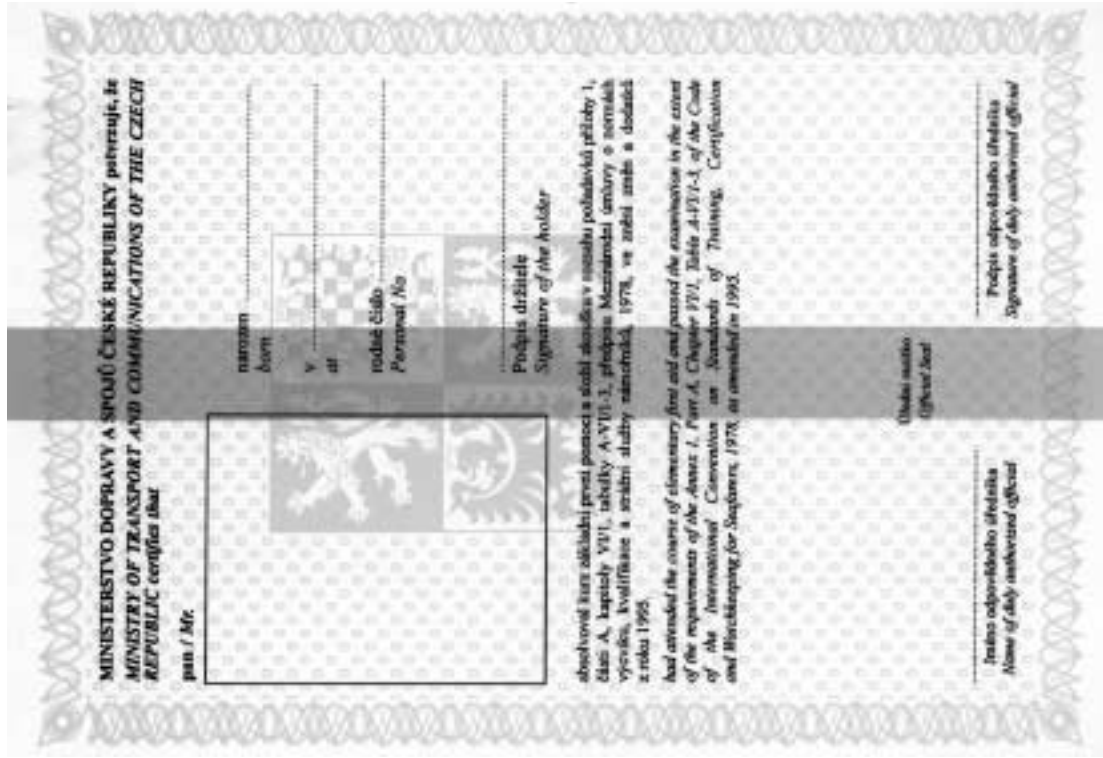 MINISTERSTVO DOPRAVY A SPOJŮ ČESKÉ REPUBLIKY potvrzuje, že
MINISTRY OF TRANSPORT AND COMMUNICATIONS OF THE CZECH
REPUBLIC certifies that
pan / Mr.
narozen
born
v
at
rodné číslo
Personal No
Podpis držitele
Signature of the holder
absolvoval kurs základní první pomoci a složil zkoušku v rozsahu požadavků přílohy 1,
části A, kapitoly VI/1, tabulky A-VI/1-3, předpisu Mezinárodní úmluvy o normách
výcviku, kvalifikace a strážní služby námořníků, 1978, ve znění změn a dodatků
z roku 1995.
had attended the course of elementary first aid and passed the examination in the extent
of the requirements of the Annex 1, Part A, Chapter VI/1, Table A-VI/1-3, of the Code
of the International Convention on Standards of Training, Certification
and Watchkeeping for Seafarers, 1978, as amended in 1995.
Úřední razítko
Official Seal
Jméno odpovědného úředníka
Name of duly authorized official
Podpis odpovědného úředníka
Signature of duly authorized official